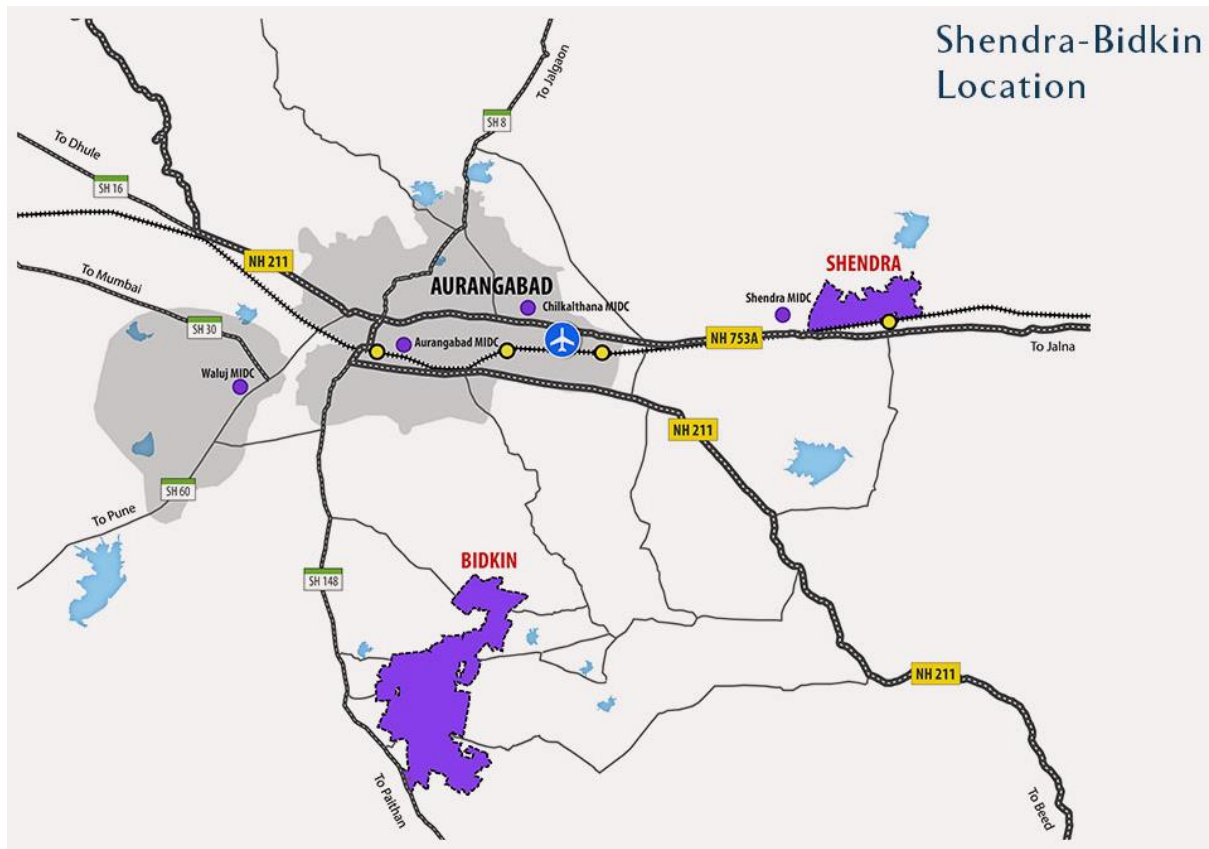 Shendra-Bidkin
Location
To Jalgaon
SH 8
To Dhule
SH 16
NH 211
SHENDRA
To Mumbai
AURANGABAD
Chilkalthana MIDC
Shendra MIDC
SH 30
NH 753A
To Jalna
Aurangabad MIDC
Waluj MIDC
NH 211
SH 60
To Pune
BIDKIN
SH 148
NH 211
To Paithan
To Beed